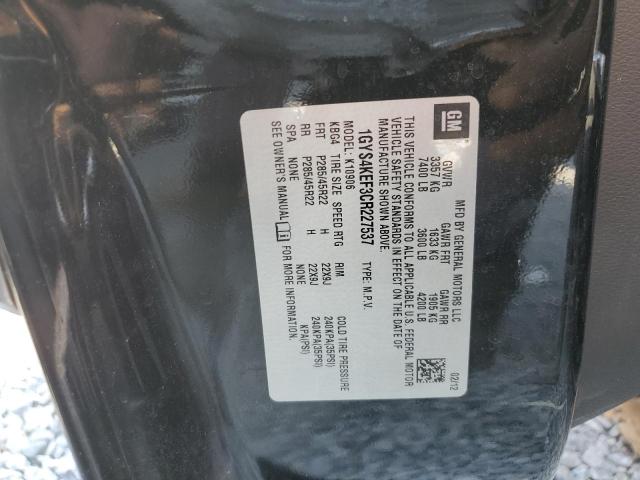 GM
MFD BY GENERAL MOTORS LLC 02/12
GVWR GAWR FRT GAWR RR
3357 KG 1633 KG 1905 KG
7400 LB 3600 LB 4200 LB
THIS VEHICLE CONFORMS TO ALL APPLICABLE U.S. FEDERAL MOTOR
VEHICLE SAFETY STANDARDS IN EFFECT ON THE DATE OF
MANUFACTURE SHOWN ABOVE.
1GYS4KEF3CR227537 TYPE: M.P.V.
MODEL: K10906
KBG4 TIRE SIZE SPEED RTG RIM COLD TIRE PRESSURE
FRT P285/45R22 H 22X9J 240KPA(35PSI)
RR P285/45R22 H 22X9J 240KPA(35PSI)
SPA NONE NONE KPA(PSI)
SEE OWNER'S MANUAL FOR MORE INFORMATION.